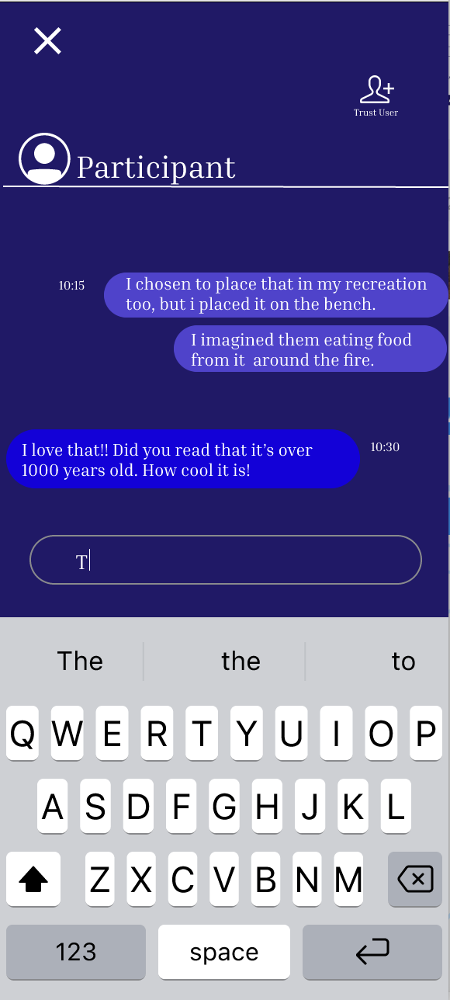 Trust User
Participant
10:15
I chosen to place that in my recreation
too, but i placed it on the bench.
I imagined them eating food
from it around the fire.
I love that!! Did you read that it’s over
1000 years old. How cool it is!
10:30
T
The the to
Q W E R T Y U I O P
A S D F G H J K L
Z X C V B N M
123 space